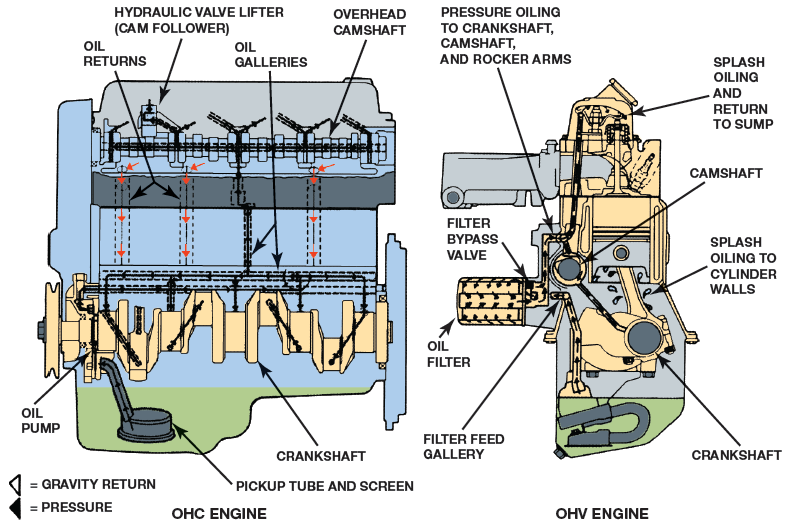 HYDRAULIC VALVE LIFTER
(CAM FOLLOWER)
OIL
RETURNS
OIL
GALLERIES
OVERHEAD
CAMSHAFT
PRESSURE OILING
TO CRANKSHAFT,
CAMSHAFT,
AND ROCKER ARMS
SPLASH
OILING
AND
RETURN
TO SUMP
CAMSHAFT
FILTER
BYPASS
VALVE
SPLASH
OILING TO
CYLINDER
WALLS
OIL
FILTER
OIL
PUMP
CRANKSHAFT
FILTER FEED
GALLERY
CRANKSHAFT
PICKUP TUBE AND SCREEN
= GRAVITY RETURN
= PRESSURE
OHC ENGINE
OHV ENGINE